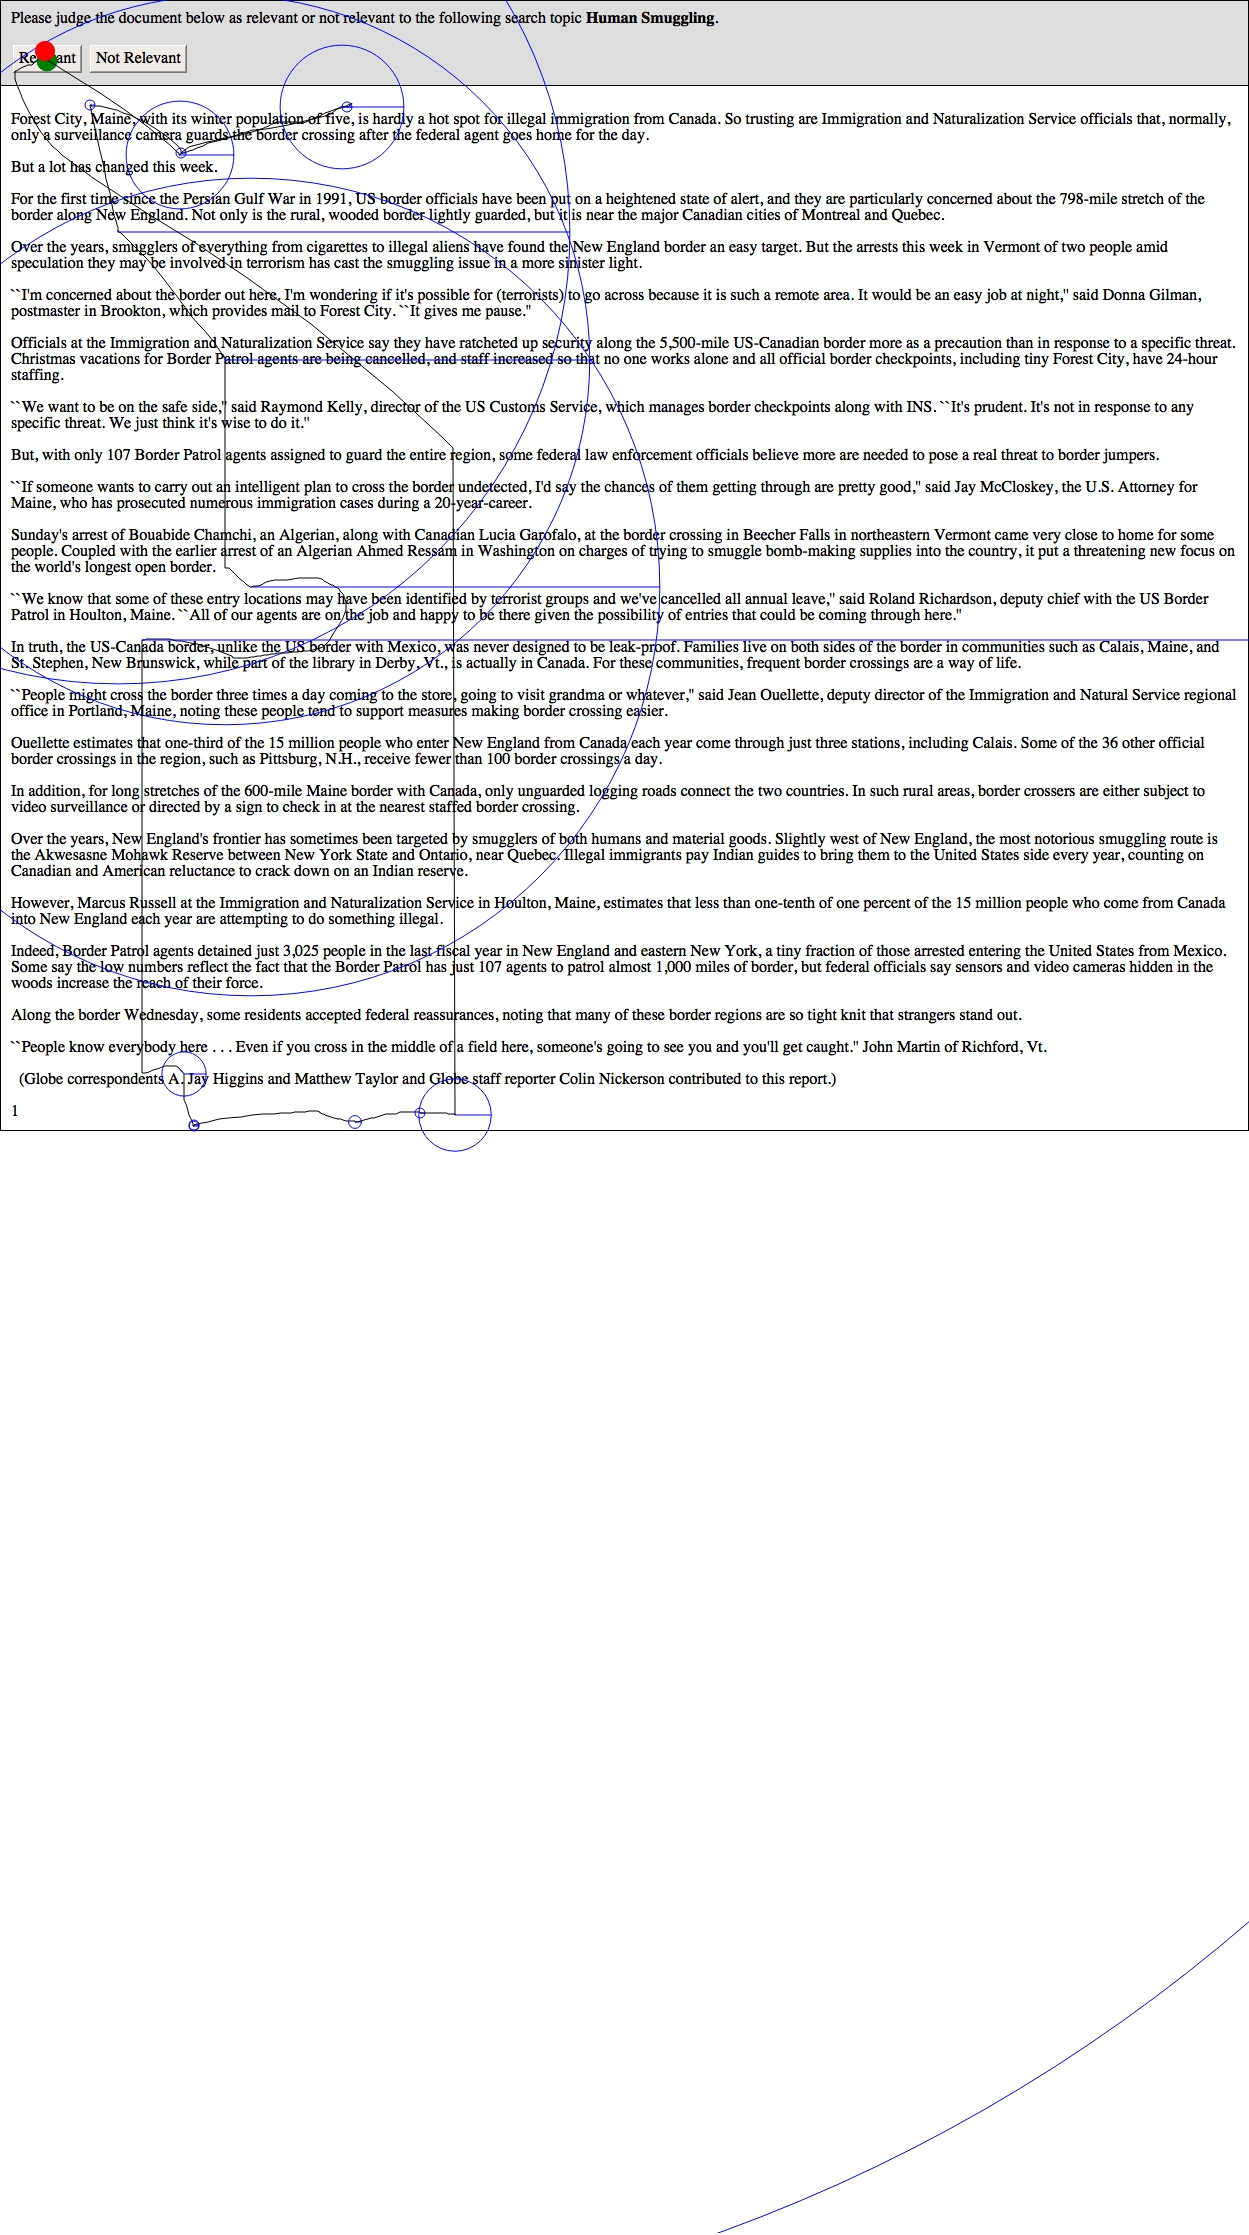 Please judge the document below as relevant or not relevant to the following search topic Human Smuggling.
Not Relevant
Forest City, Maine, with its winter population of five, is hardly a hot spot for illegal immigration from Canada. So trusting are Immigration and Naturalization Service officials that, normally,
only a surveillance camera guards the border crossing after the federal agent goes home for the day.
But a lot has changed this week.
For the first time since the Persian Gulf War in 1991, US border officials have been put on a heightened state of alert, and they are particularly concerned about the 798-mile stretch of the
border along New England. Not only is the rural, wooded border lightly guarded, but it is near the major Canadian cities of Montreal and Quebec.
Over the years, smugglers of everything from cigarettes to illegal aliens have found the New England border an easy target. But the arrests this week in Vermont of two people amid
speculation they may be involved in terrorism has cast the smuggling issue in a more sinister light.
``I'm concerned about the border out here. I'm wondering if it's possible for (terrorists) to go across because it is such a remote area. It would be an easy job at night,'' said Donna Gilman,
postmaster in Brookton, which provides mail to Forest City. ``It gives me pause.''
Officials at the Immigration and Naturalization Service say they have ratcheted up security along the 5,500-mile US-Canadian border more as a precaution than in response to a specific threat.
Christmas vacations for Border Patrol agents are being cancelled, and staff increased so that no one works alone and all official border checkpoints, including tiny Forest City, have 24-hour
staffing.
``We want to be on the safe side,'' said Raymond Kelly, director of the US Customs Service, which manages border checkpoints along with INS. ``It's prudent. It's not in response to any
specific threat. We just think it's wise to do it.''
But, with only 107 Border Patrol agents assigned to guard the entire region, some federal law enforcement officials believe more are needed to pose a real threat to border jumpers.
``If someone wants to carry out an intelligent plan to cross the border undetected, I'd say the chances of them getting through are pretty good,'' said Jay McCloskey, the U.S. Attorney for
Maine, who has prosecuted numerous immigration cases during a 20-year-career.
Sunday's arrest of Bouabide Chamchi, an Algerian, along with Canadian Lucia Garofalo, at the border crossing in Beecher Falls in northeastern Vermont came very close to home for some
people. Coupled with the earlier arrest of an Algerian Ahmed Ressam in Washington on charges of trying to smuggle bomb-making supplies into the country, it put a threatening new focus on
the world's longest open border.
``We know that some of these entry locations may have been identified by terrorist groups and we've cancelled all annual leave,'' said Roland Richardson, deputy chief with the US Border
Patrol in Houlton, Maine. ``All of our agents are on the job and happy to be there given the possibility of entries that could be coming through here.''
In truth, the US-Canada border, unlike the US border with Mexico, was never designed to be leak-proof. Families live on both sides of the border in communities such as Calais, Maine, and
St. Stephen, New Brunswick, while part of the library in Derby, Vt., is actually in Canada. For these communities, frequent border crossings are a way of life.
``People might cross the border three times a day coming to the store, going to visit grandma or whatever,'' said Jean Ouellette, deputy director of the Immigration and Natural Service regional
office in Portland, Maine, noting these people tend to support measures making border crossing easier.
Ouellette estimates that one-third of the 15 million people who enter New England from Canada each year come through just three stations, including Calais. Some of the 36 other official
border crossings in the region, such as Pittsburg, N.H., receive fewer than 100 border crossings a day.
In addition, for long stretches of the 600-mile Maine border with Canada, only unguarded logging roads connect the two countries. In such rural areas, border crossers are either subject to
video surveillance or directed by a sign to check in at the nearest staffed border crossing.
Over the years, New England's frontier has sometimes been targeted by smugglers of both humans and material goods. Slightly west of New England, the most notorious smuggling route is
the Akwesasne Mohawk Reserve between New York State and Ontario, near Quebec. Illegal immigrants pay Indian guides to bring them to the United States side every year, counting on
Canadian and American reluctance to crack down on an Indian reserve.
However, Marcus Russell at the Immigration and Naturalization Service in Houlton, Maine, estimates that less than one-tenth of one percent of the 15 million people who come from Canada
into New England each year are attempting to do something illegal.
Indeed, Border Patrol agents detained just 3,025 people in the last fiscal year in New England and eastern New York, a tiny fraction of those arrested entering the United States from Mexico.
Some say the low numbers reflect the fact that the Border Patrol has just 107 agents to patrol almost 1,000 miles of border, but federal officials say sensors and video cameras hidden in the
woods increase the reach of their force.
Along the border Wednesday, some residents accepted federal reassurances, noting that many of these border regions are so tight knit that strangers stand out.
``People know everybody here . . . Even if you cross in the middle of a field here, someone's going to see you and you'll get caught.'' John Martin of Richford, Vt.
(Globe correspondents A. Jay Higgins and Matthew Taylor and Globe staff reporter Colin Nickerson contributed to this report.)
1